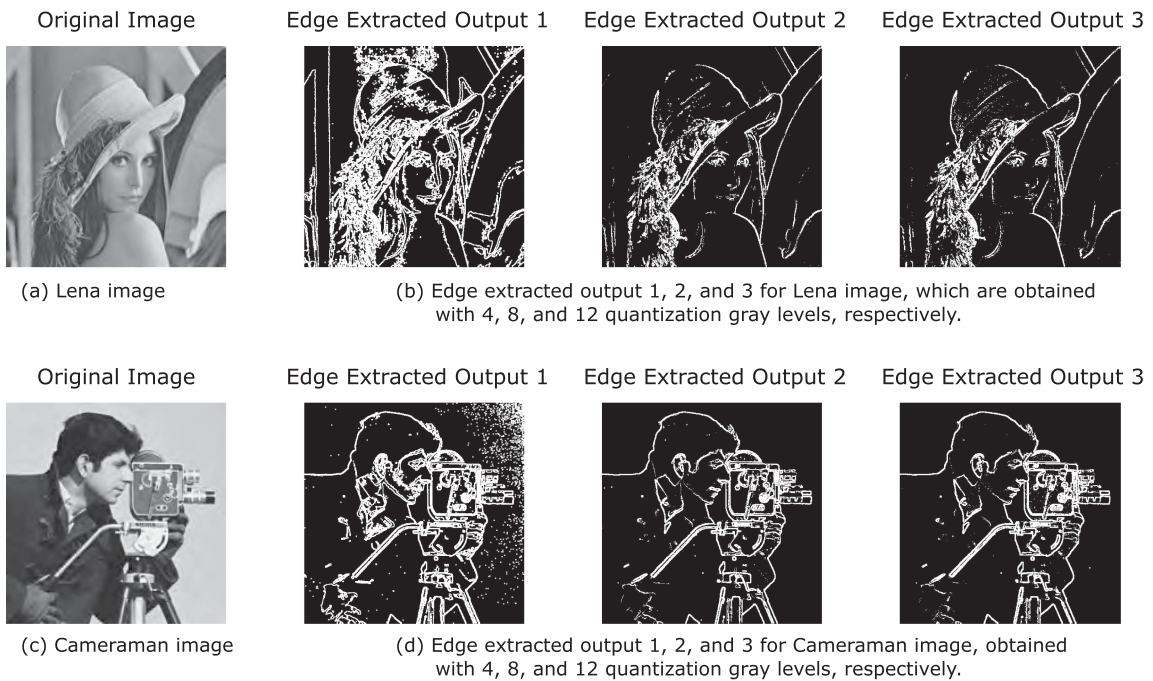 Original Image
Edge Extracted Output 1
Edge Extracted Output 2
Edge Extracted Output 3
(a) Lena image
(b) Edge extracted output 1, 2, and 3 for Lena image, which are obtained
with 4, 8, and 12 quantization gray levels, respectively.
Original Image
Edge Extracted Output 1
Edge Extracted Output 2
Edge Extracted Output 3
(c) Cameraman image
(d) Edge extracted output 1, 2, and 3 for Cameraman image, obtained
with 4, 8, and 12 quantization gray levels, respectively.